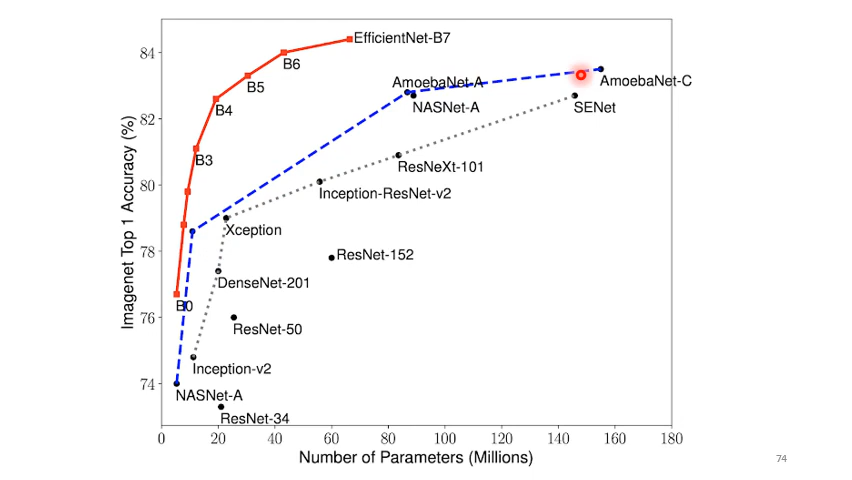 84
82
80
78
76
74
Imagenet Top 1 Accuracy (%)
EfficientNet-B7
B6
B5
B4
B3
B0
AmoebaNet-A
NASNet-A
AmoebaNet-C
SENet
ResNeXt-101
Inception-ResNet-v2
Xception
ResNet-152
DenseNet-201
ResNet-50
Inception-v2
NASNet-A
ResNet-34
0 20 40 60 80 100 120 140 160 180
Number of Parameters (Millions)
74